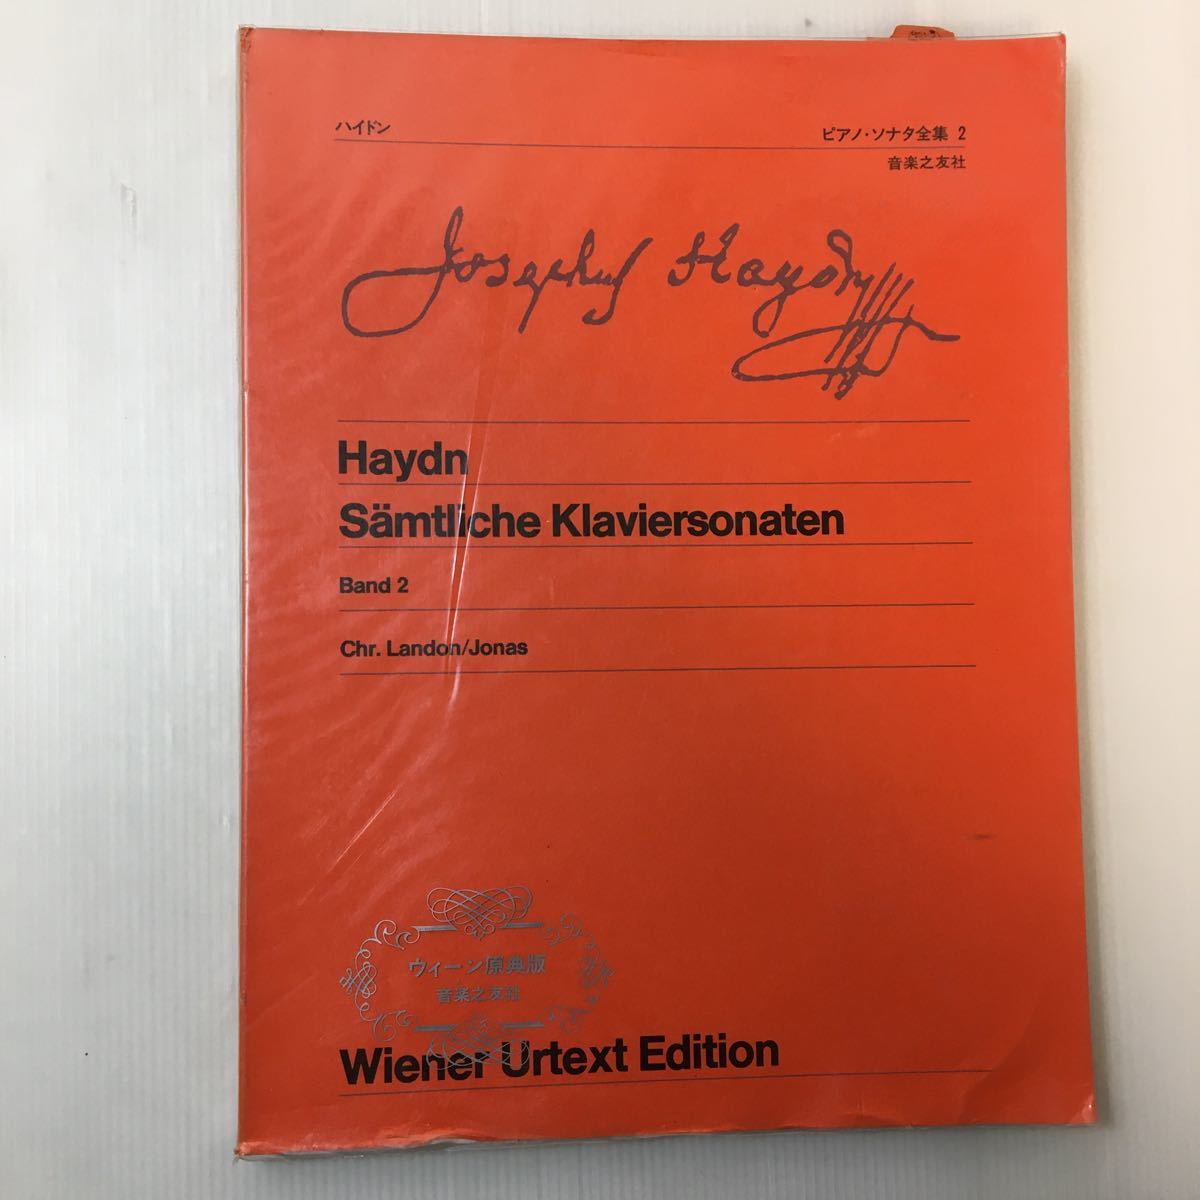 ハイドン
ピアノ・ソナタ全集 2
音楽之友社
Josephus Haydn
Haydn
Sämtliche Klaviersonaten
Band 2
Chr. Landon/Jonas
ウィーン原典版
音楽之友社
Wiener Urtext Edition